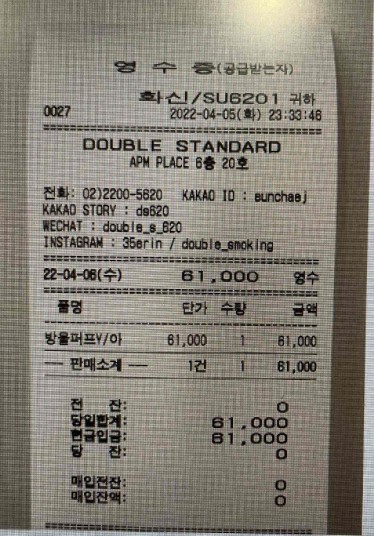 영 수 증(공급받는자)
화신/SU6201 귀하
0027 2022-04-05(화) 23:33:46
DOUBLE STANDARD
APM PLACE 6층 20호
전화: 02)2200-5620 KAKAO ID : eunchaej
KAKAO STORY : ds620
WECHAT : double_s_620
INSTAGRAM : 35erin / double_smoking
22-04-06(수) 61,000 영수
품명 단가 수량 금액
방울퍼프Y/아 61,000 1 61,000
── 판매소계 ── 1건 1 61,000
전 잔: 0
당일합계: 61,000
현금입금: 61,000
당 잔: 0
매입전잔: 0
매입잔액: 0